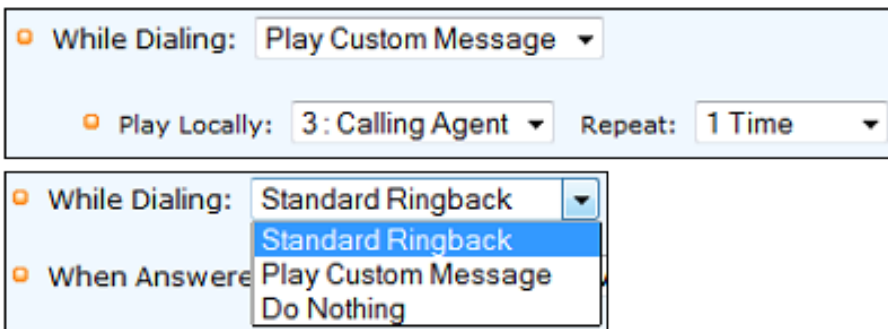 While Dialing: Play Custom Message
Play Locally: 3 : Calling Agent Repeat: 1 Time
While Dialing: Standard Ringback
Standard Ringback
When Answere Play Custom Message
Do Nothing